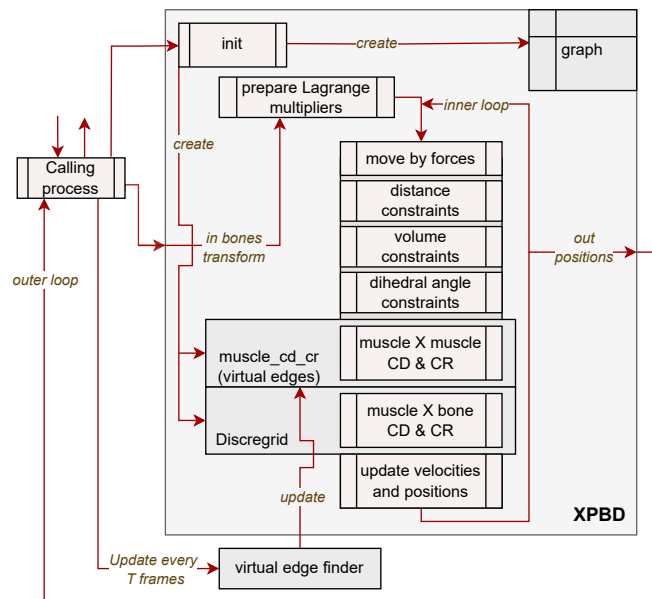 init
create
graph
prepare Lagrange
multipliers
inner loop
create
move by forces
Calling
process
distance
constraints
in bones
transform
volume
constraints
out
positions
outer loop
dihedral angle
constraints
muscle_cd_cr
(virtual edges)
muscle X muscle
CD & CR
Discregrid
muscle X bone
CD & CR
update
update velocities
and positions
XPBD
Update every
T frames
virtual edge finder